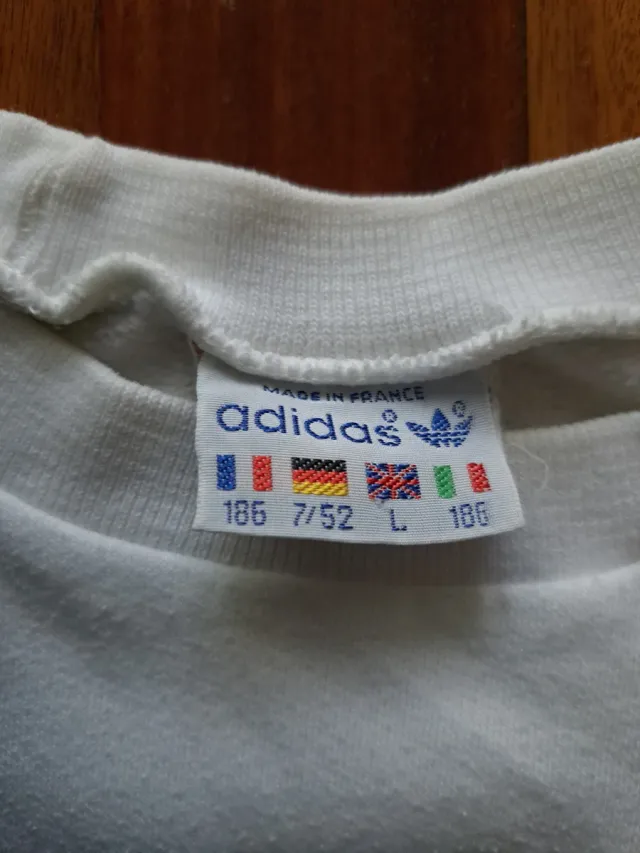 MADE IN FRANCE
adidas® ®
186 7/52 L 186